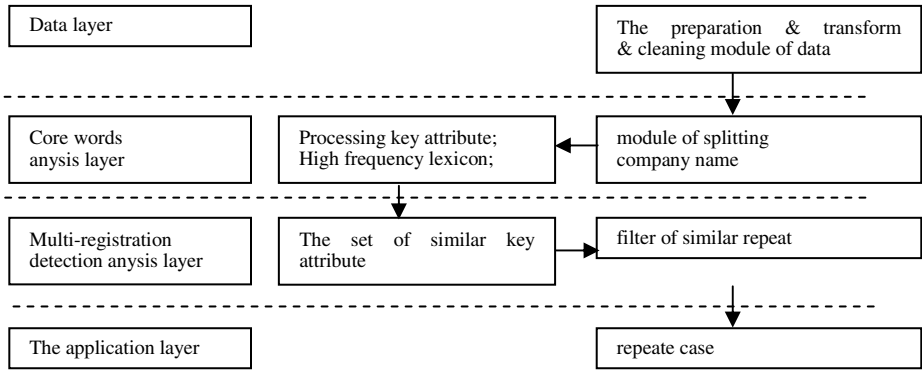 Data layer
The preparation & transform
& cleaning module of data
Core words
anysis layer
Processing key attribute;
High frequency lexicon;
module of splitting
company name
Multi-registration
detection anysis layer
The set of similar key
attribute
filter of similar repeat
The application layer
repeate case